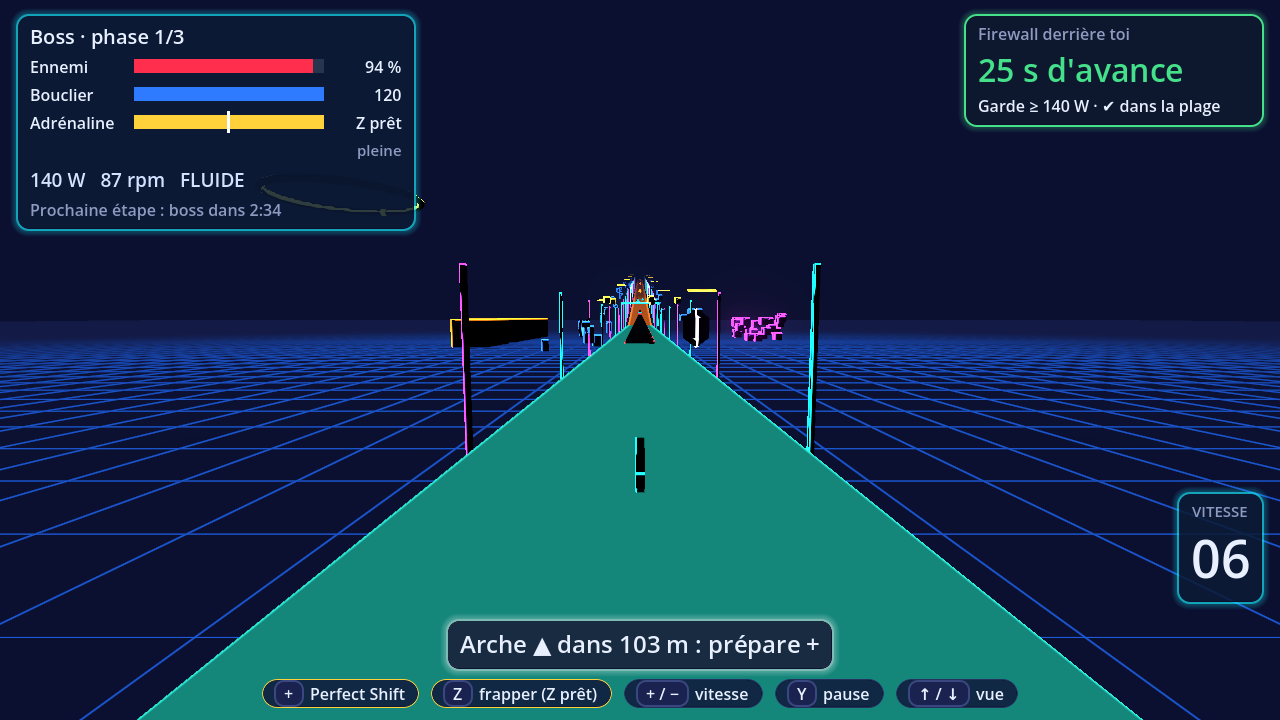 Boss · phase 1/3
Ennemi 94 %
Bouclier 120
Adrénaline Z prêt
pleine
140 W 87 rpm FLUIDE
Prochaine étape : boss dans 2:34
Firewall derrière toi
25 s d'avance
Garde ≥ 140 W · ✔ dans la plage
VITESSE
06
Arche ▲ dans 103 m : prépare +
+ Perfect Shift Z frapper (Z prêt) + / − vitesse Y pause ↑ / ↓ vue